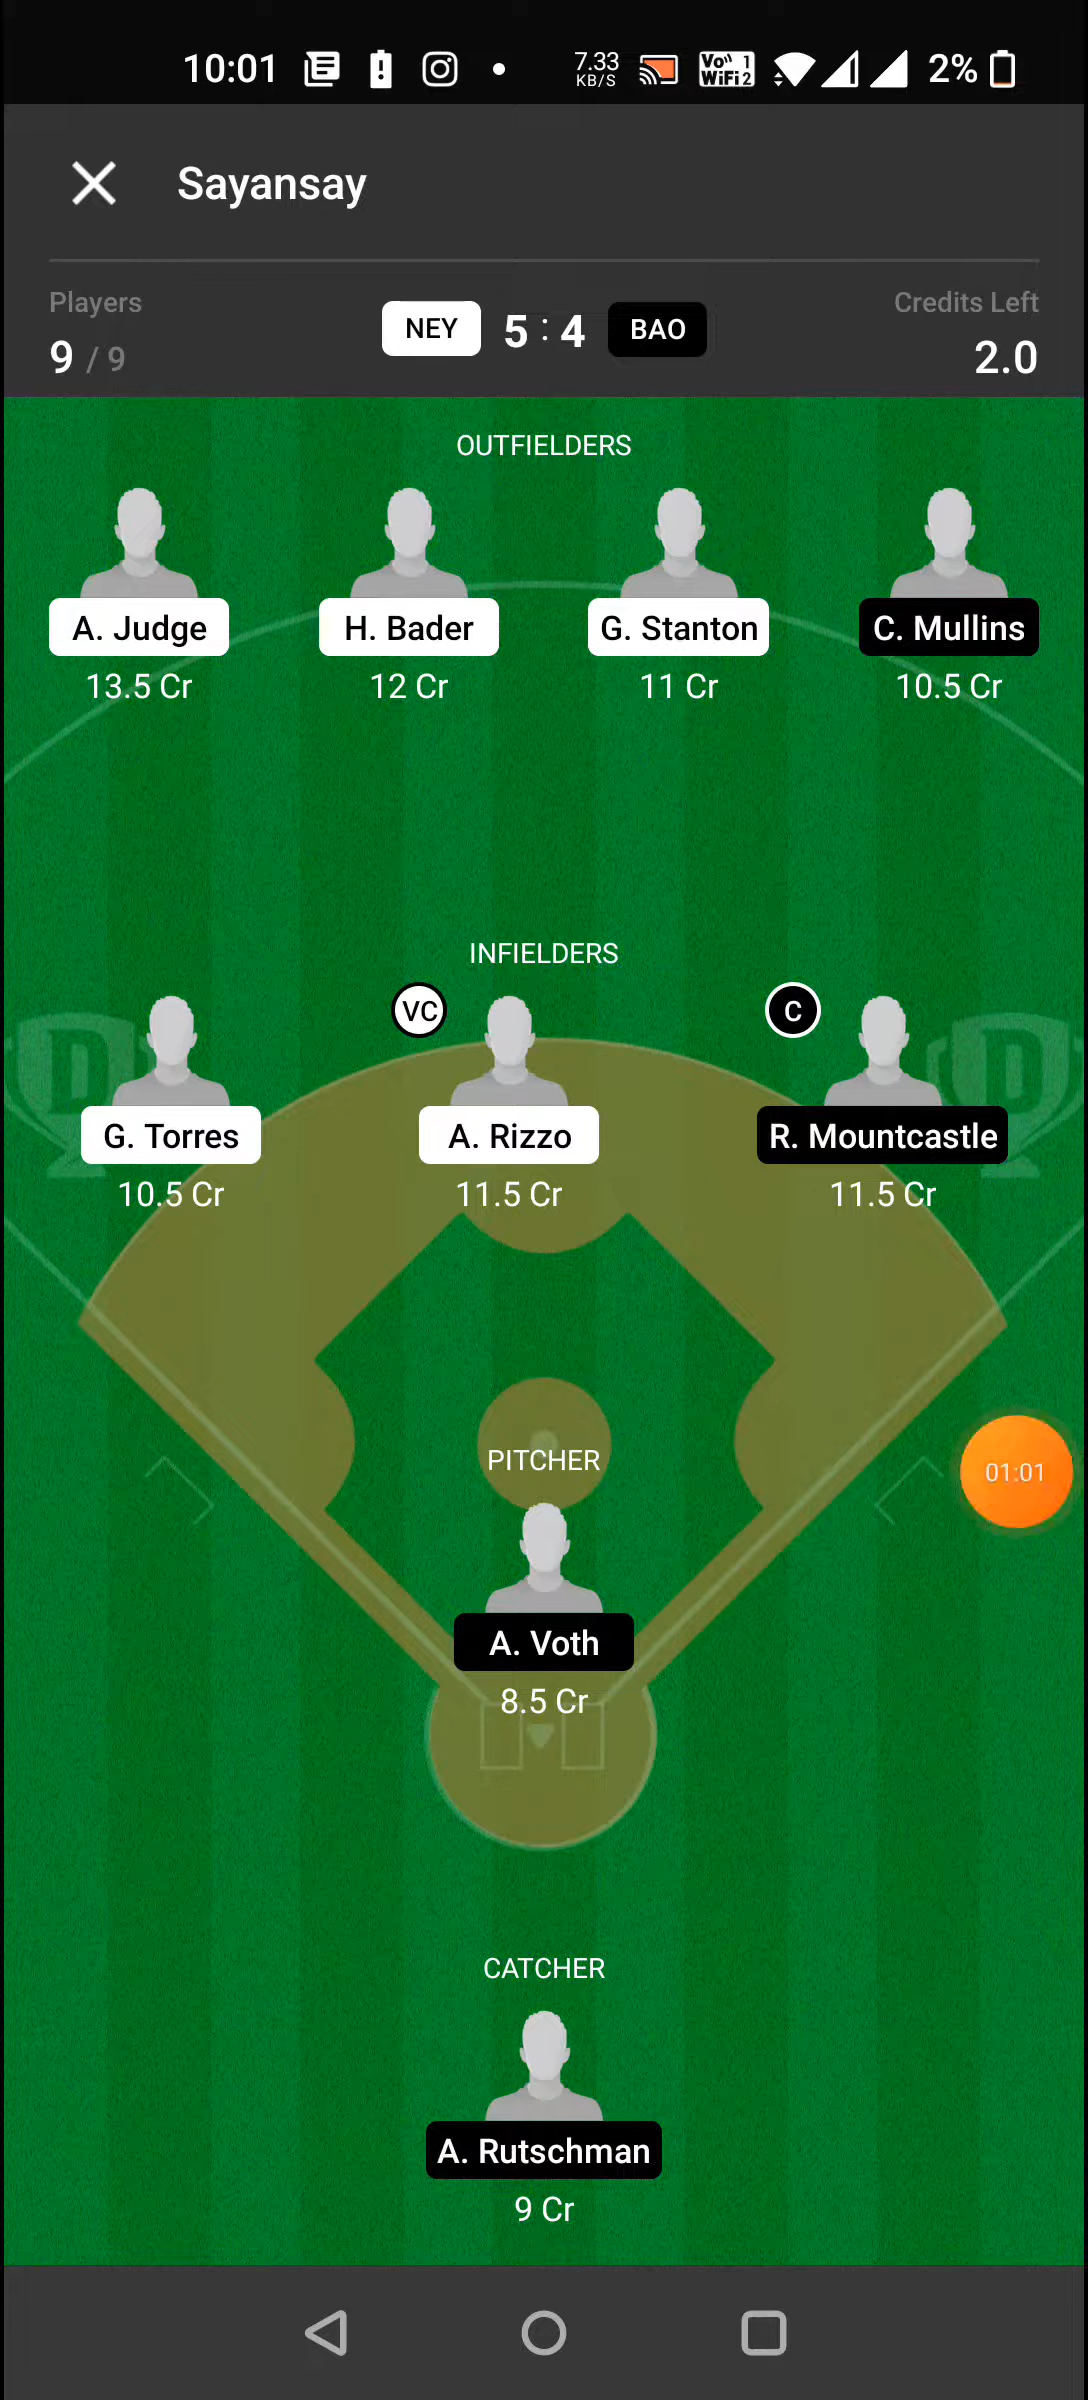 10:01 7.33 KB/S Vo 1 WiFi 2 2%
Sayansay
Players Credits Left
9 / 9 NEY 5 : 4 BAO 2.0
OUTFIELDERS
A. Judge H. Bader G. Stanton C. Mullins
13.5 Cr 12 Cr 11 Cr 10.5 Cr
INFIELDERS
VC C
G. Torres A. Rizzo R. Mountcastle
10.5 Cr 11.5 Cr 11.5 Cr
D D
PITCHER
01:01
A. Voth
8.5 Cr
CATCHER
A. Rutschman
9 Cr